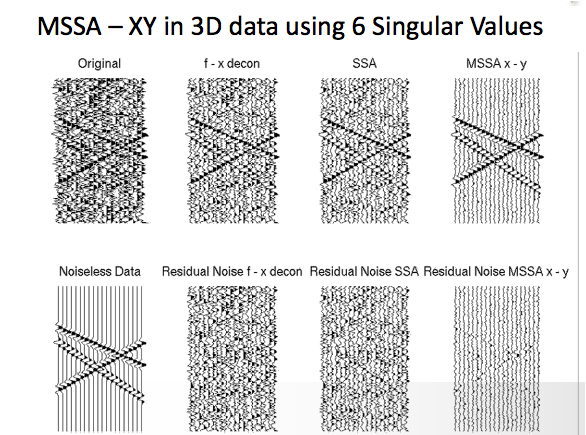 MSSA – XY in 3D data using 6 Singular Values
Original f - x decon SSA MSSA x - y
Noiseless Data Residual Noise f - x decon Residual Noise SSA Residual Noise MSSA x - y